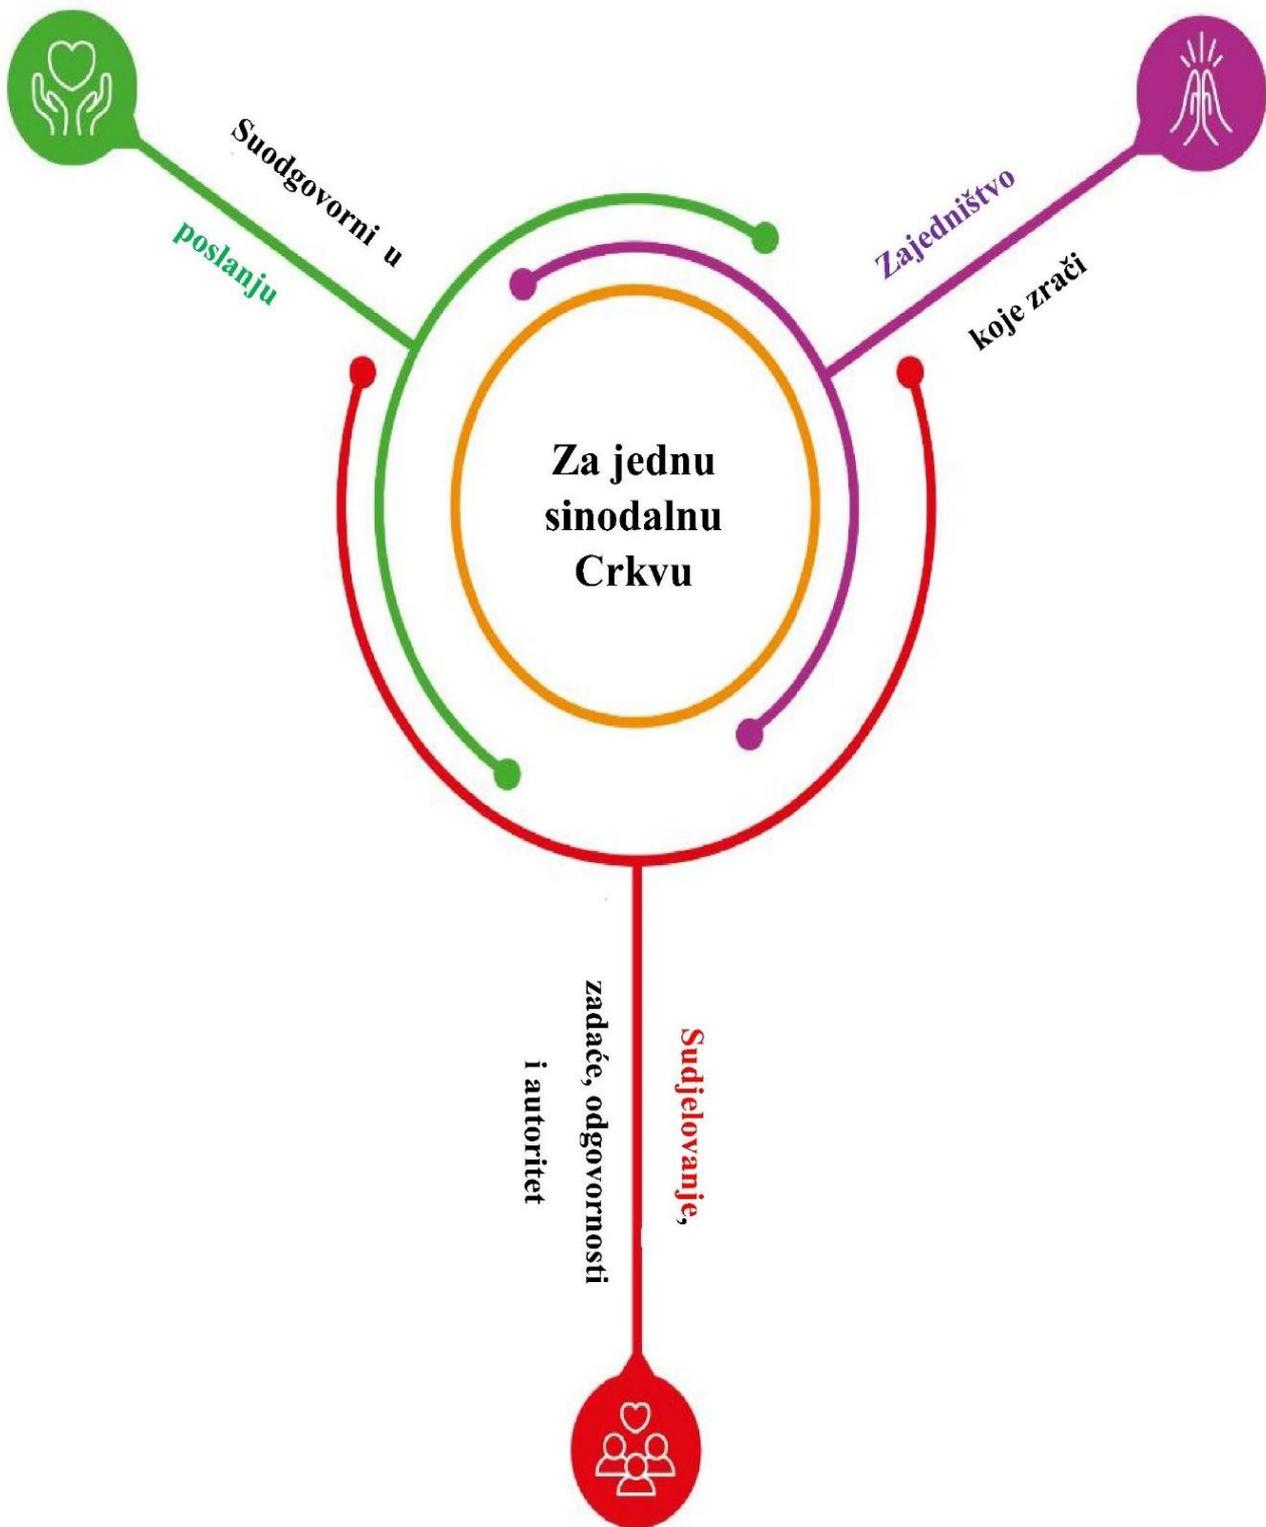 Suodgovorni u
poslanju
Zajedništvo
koje zrači
Za jednu
sinodalnu
Crkvu
Sudjelovanje,
zadaće, odgovornosti
i autoritet